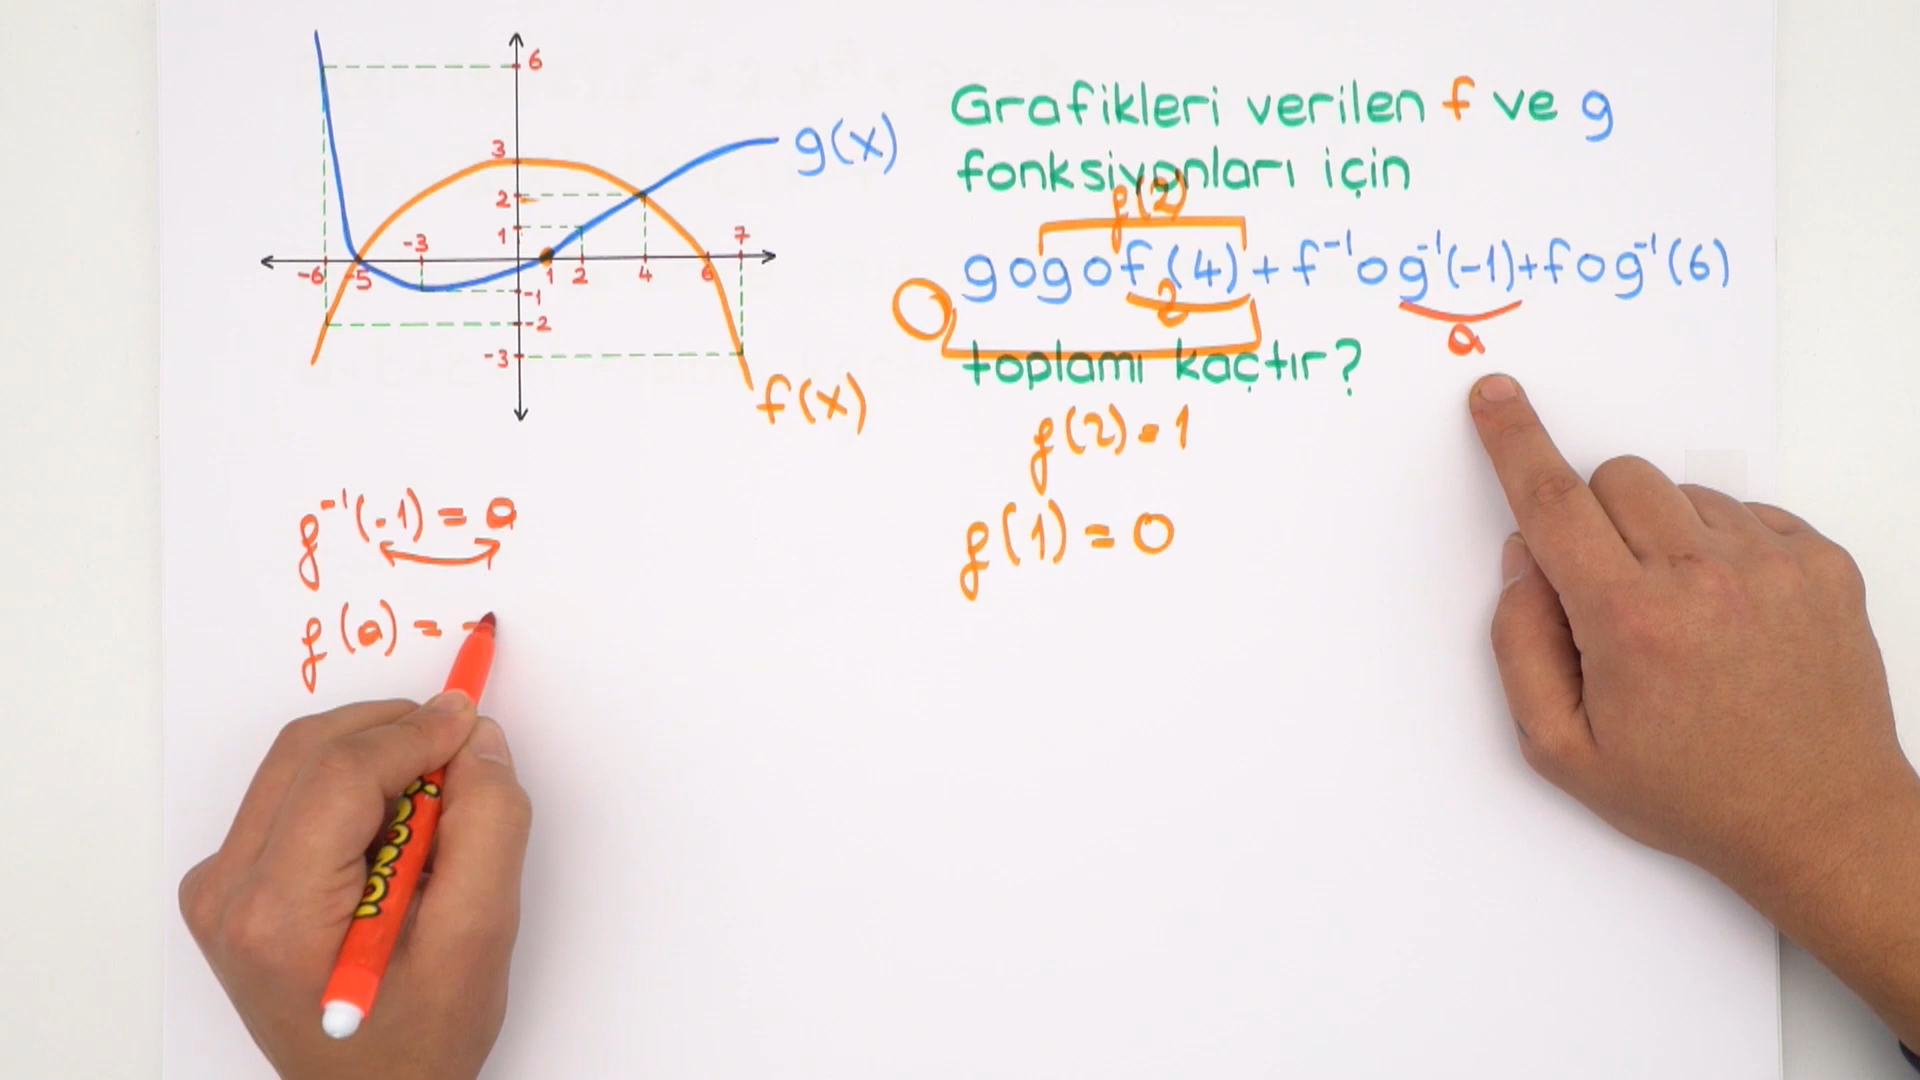 6
3
2
1
-3
7
-6
-5
1
2
4
6
-1
-2
-3
g(x)
f(x)
Grafikleri verilen f ve g
fonksiyonları için
g(2)
gogof(4)+f⁻¹og⁻¹(-1)+fog⁻¹(6)
2
0
a
toplamı kaçtır?
g(2)=1
g(1)=0
g⁻¹(-1)=a
g(a)=-